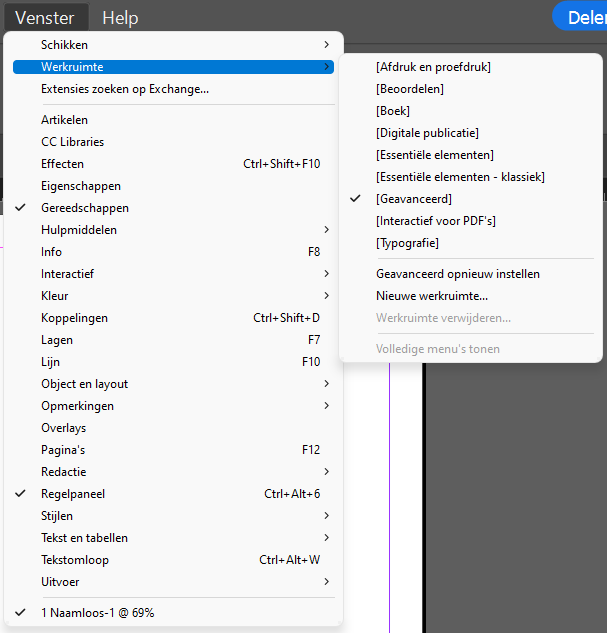 Venster Help Delen
Schikken
Werkruimte
Extensies zoeken op Exchange...
Artikelen
CC Libraries
Effecten Ctrl+Shift+F10
Eigenschappen
Gereedschappen
Hulpmiddelen
Info F8
Interactief
Kleur
Koppelingen Ctrl+Shift+D
Lagen F7
Lijn F10
Object en layout
Opmerkingen
Overlays
Pagina's F12
Redactie
Regelpaneel Ctrl+Alt+6
Stijlen
Tekst en tabellen
Tekstomloop Ctrl+Alt+W
Uitvoer
1 Naamloos-1 @ 69%
[Afdruk en proefdruk]
[Beoordelen]
[Boek]
[Digitale publicatie]
[Essentiële elementen]
[Essentiële elementen - klassiek]
[Geavanceerd]
[Interactief voor PDF's]
[Typografie]
Geavanceerd opnieuw instellen
Nieuwe werkruimte...
Werkruimte verwijderen...
Volledige menu's tonen